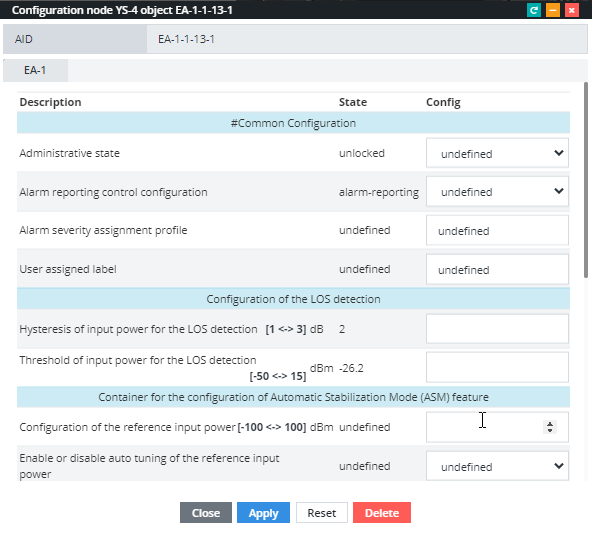 Configuration node YS-4 object EA-1-1-13-1
AID EA-1-1-13-1
EA-1
Description State Config
#Common Configuration
Administrative state unlocked undefined
Alarm reporting control configuration alarm-reporting undefined
Alarm severity assignment profile undefined undefined
User assigned label undefined undefined
Configuration of the LOS detection
Hysteresis of input power for the LOS detection [1 <-> 3] dB 2
Threshold of input power for the LOS detection
[-50 <-> 15] dBm -26.2
Container for the configuration of Automatic Stabilization Mode (ASM) feature
Configuration of the reference input power [-100 <-> 100] dBm undefined
Enable or disable auto tuning of the reference input
power undefined undefined
Close Apply Reset Delete